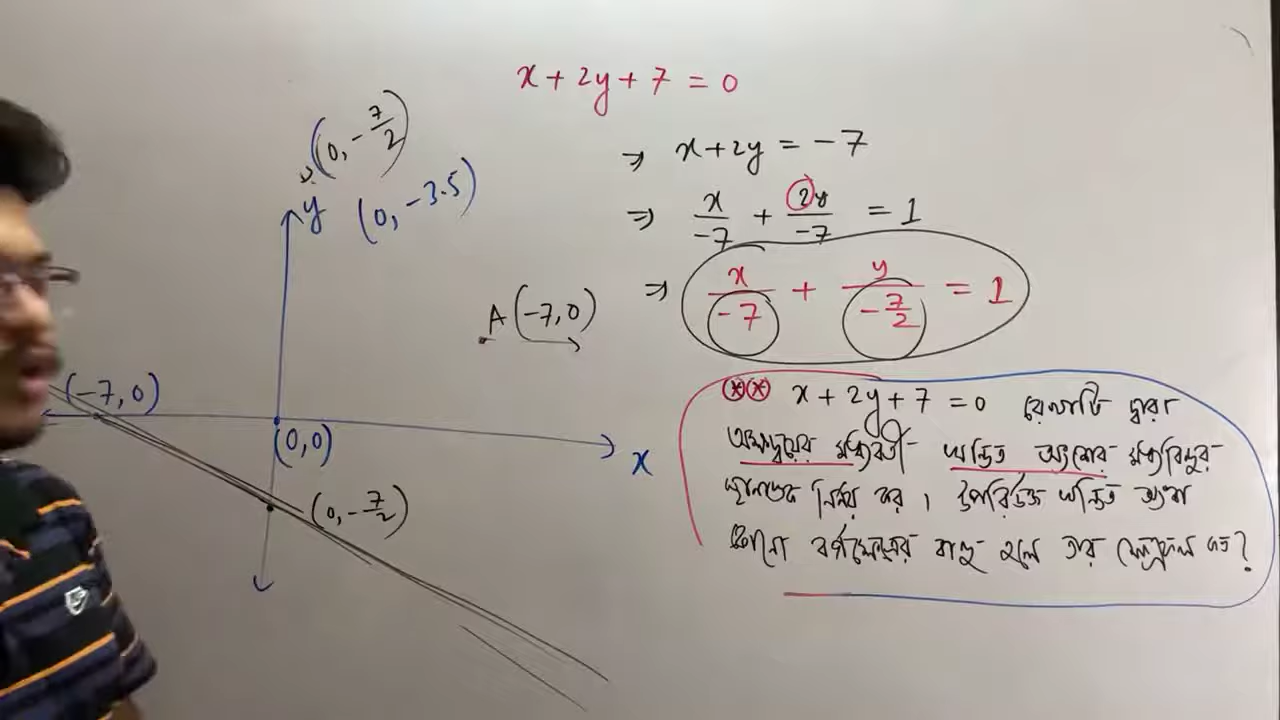 x + 2y + 7 = 0
(0, -7/2)
y (0, -3.5)
⇒ x + 2y = -7
⇒ x/-7 + 2y/-7 = 1
⇒ x/-7 + y/(-7/2) = 1
A(-7, 0)
(-7, 0)
(0,0)
x
(0, -7/2)
x + 2y + 7 = 0 রেখাটি দ্বারা
অক্ষদ্বয়ের মধ্যবর্তী খন্ডিত অংশের মধ্যবিন্দুর
স্থানাঙ্ক নির্ণয় কর। উপরিউক্ত খন্ডিত অংশ
কোনো বর্গক্ষেত্রের বাহু হলে তার ক্ষেত্রফল কত?